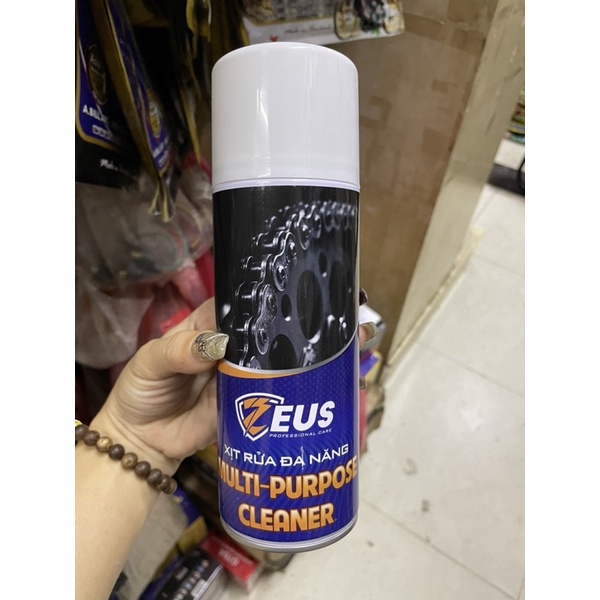 ZEUS
PROFESSIONAL CARE
XỊT RỬA ĐA NĂNG
MULTI-PURPOSE
CLEANER